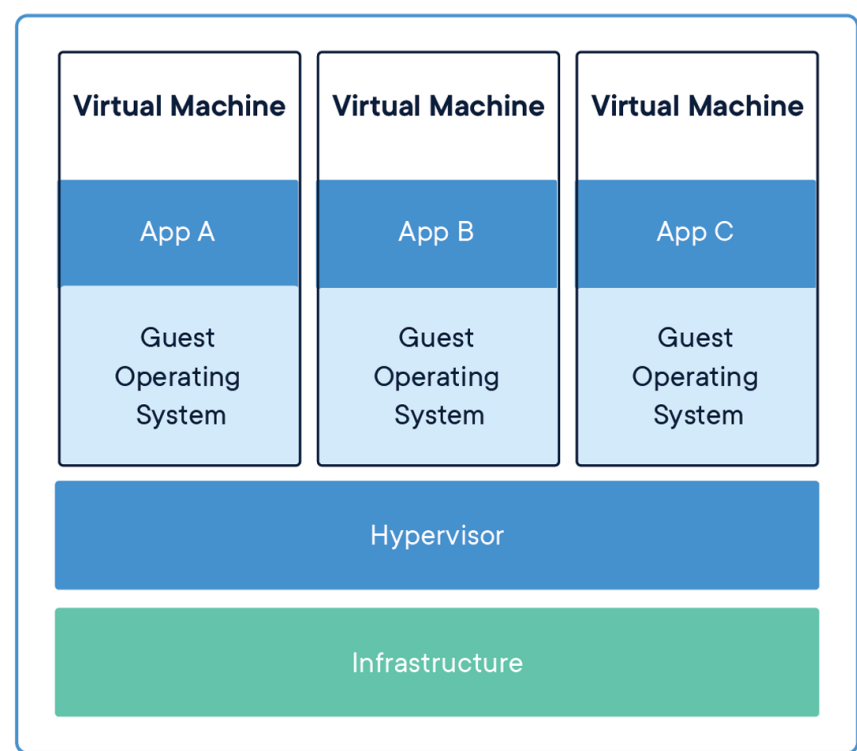 Virtual Machine
Virtual Machine
Virtual Machine
App A
App B
App C
Guest
Operating
System
Guest
Operating
System
Guest
Operating
System
Hypervisor
Infrastructure